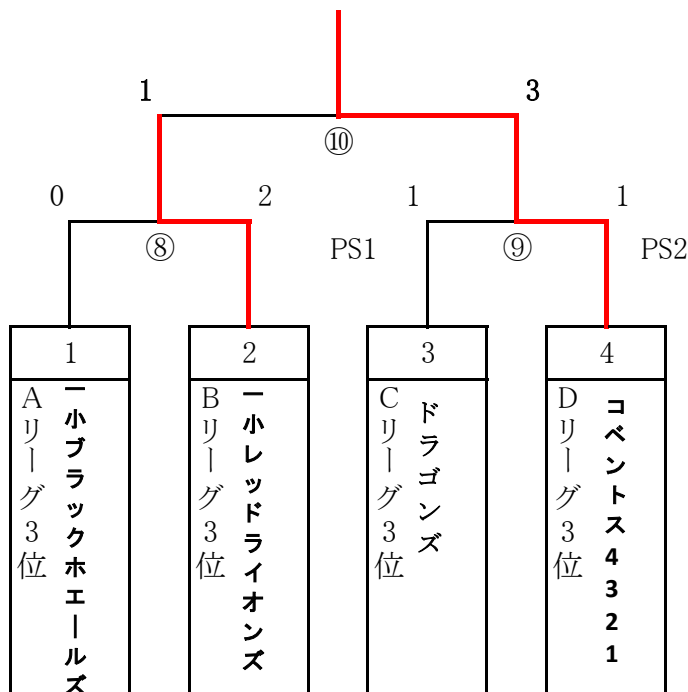 1
3
⑩
0
2
1
1
⑧
PS1
⑨
PS2
1
2
3
4
Aリーグ3位
一小ブラックホエールズ
Bリーグ3位
一小レッドライオンズ
Cリーグ3位
ドラゴンズ
Dリーグ3位
コベントス4321